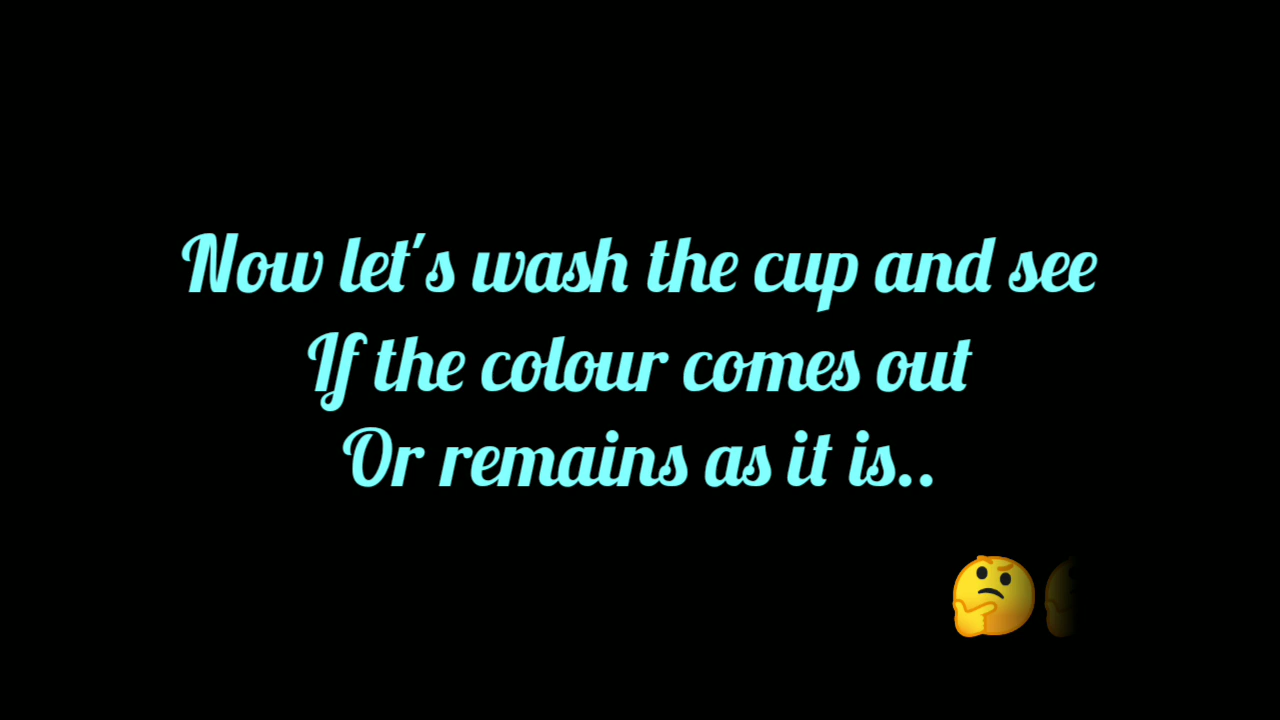 Now let's wash the cup and see
If the colour comes out
Or remains as it is..